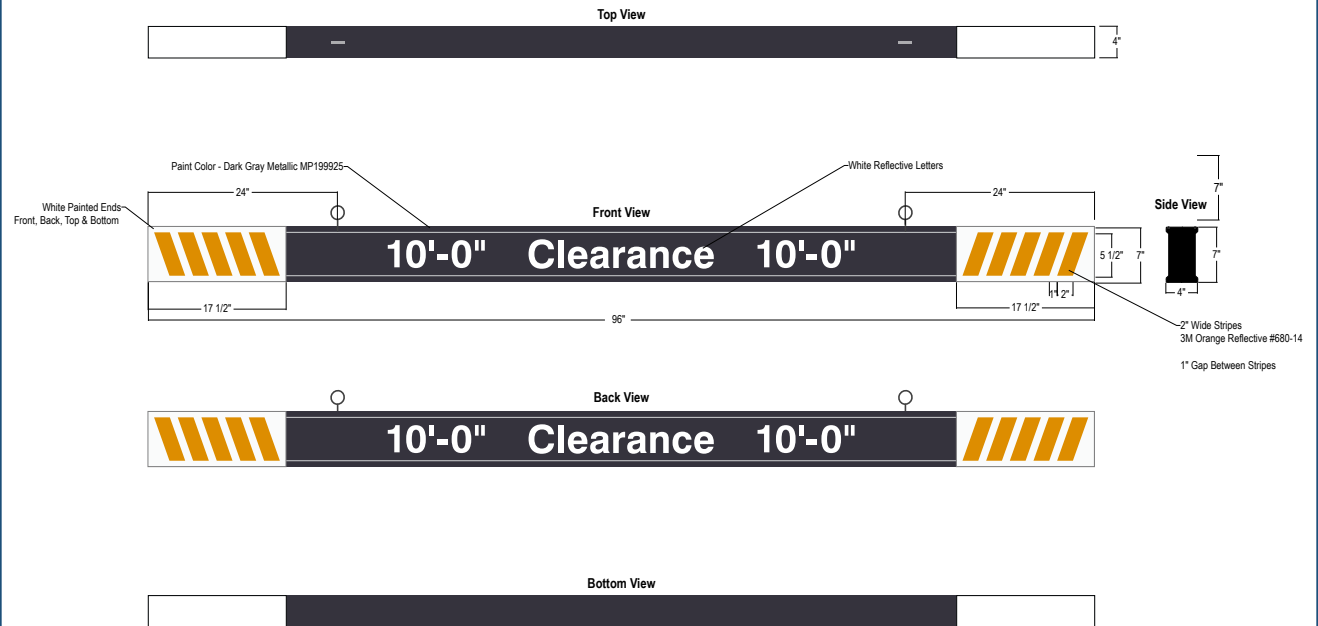 Top View
4"
Paint Color - Dark Gray Metallic MP199925
White Reflective Letters
24"
24"
7"
White Painted Ends
Front, Back, Top & Bottom
Front View
Side View
10'-0" Clearance 10'-0"
5 1/2"
7"
7"
17 1/2"
1"
2"
17 1/2"
4"
96"
2" Wide Stripes
3M Orange Reflective #680-14
1" Gap Between Stripes
Back View
10'-0" Clearance 10'-0"
Bottom View